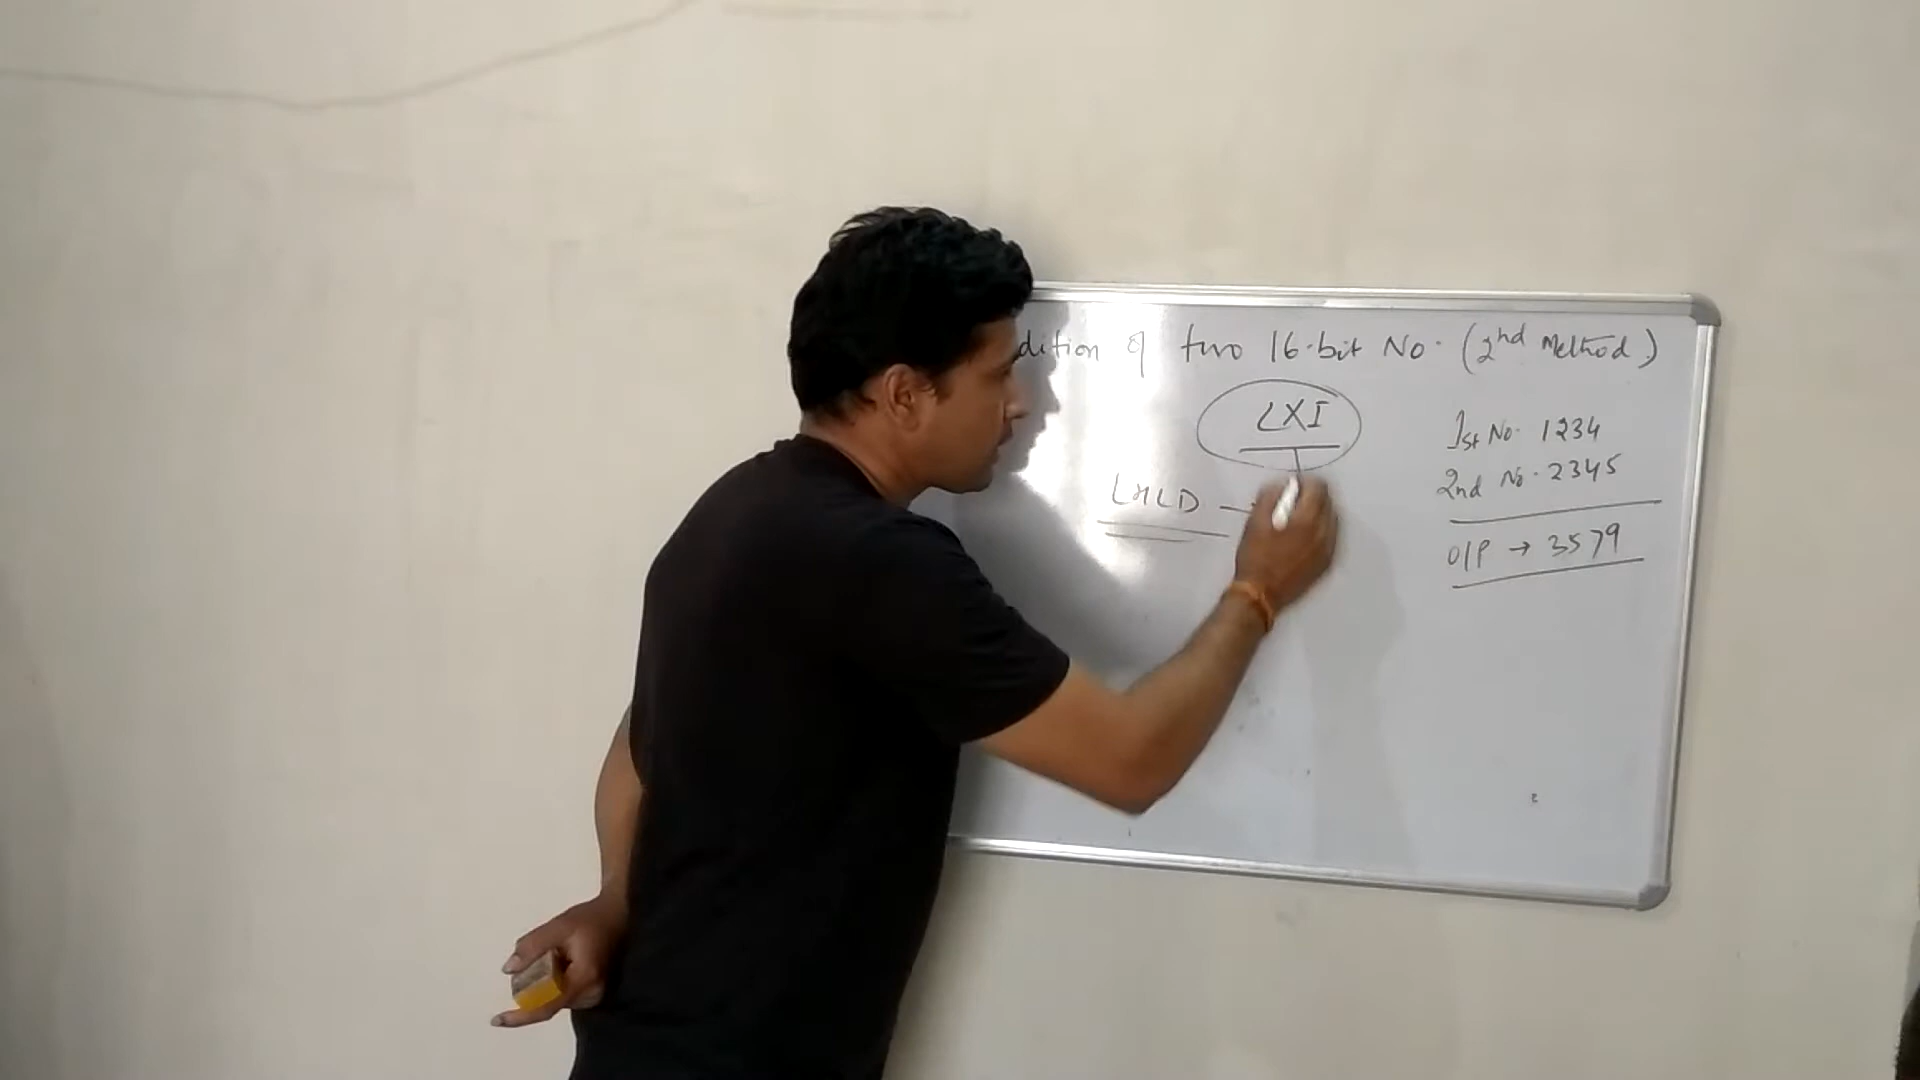 dition of two 16-bit No. (2nd Method)
LXI
LHLD →
1st No. 1234
2nd No. 2345
O/P → 3579